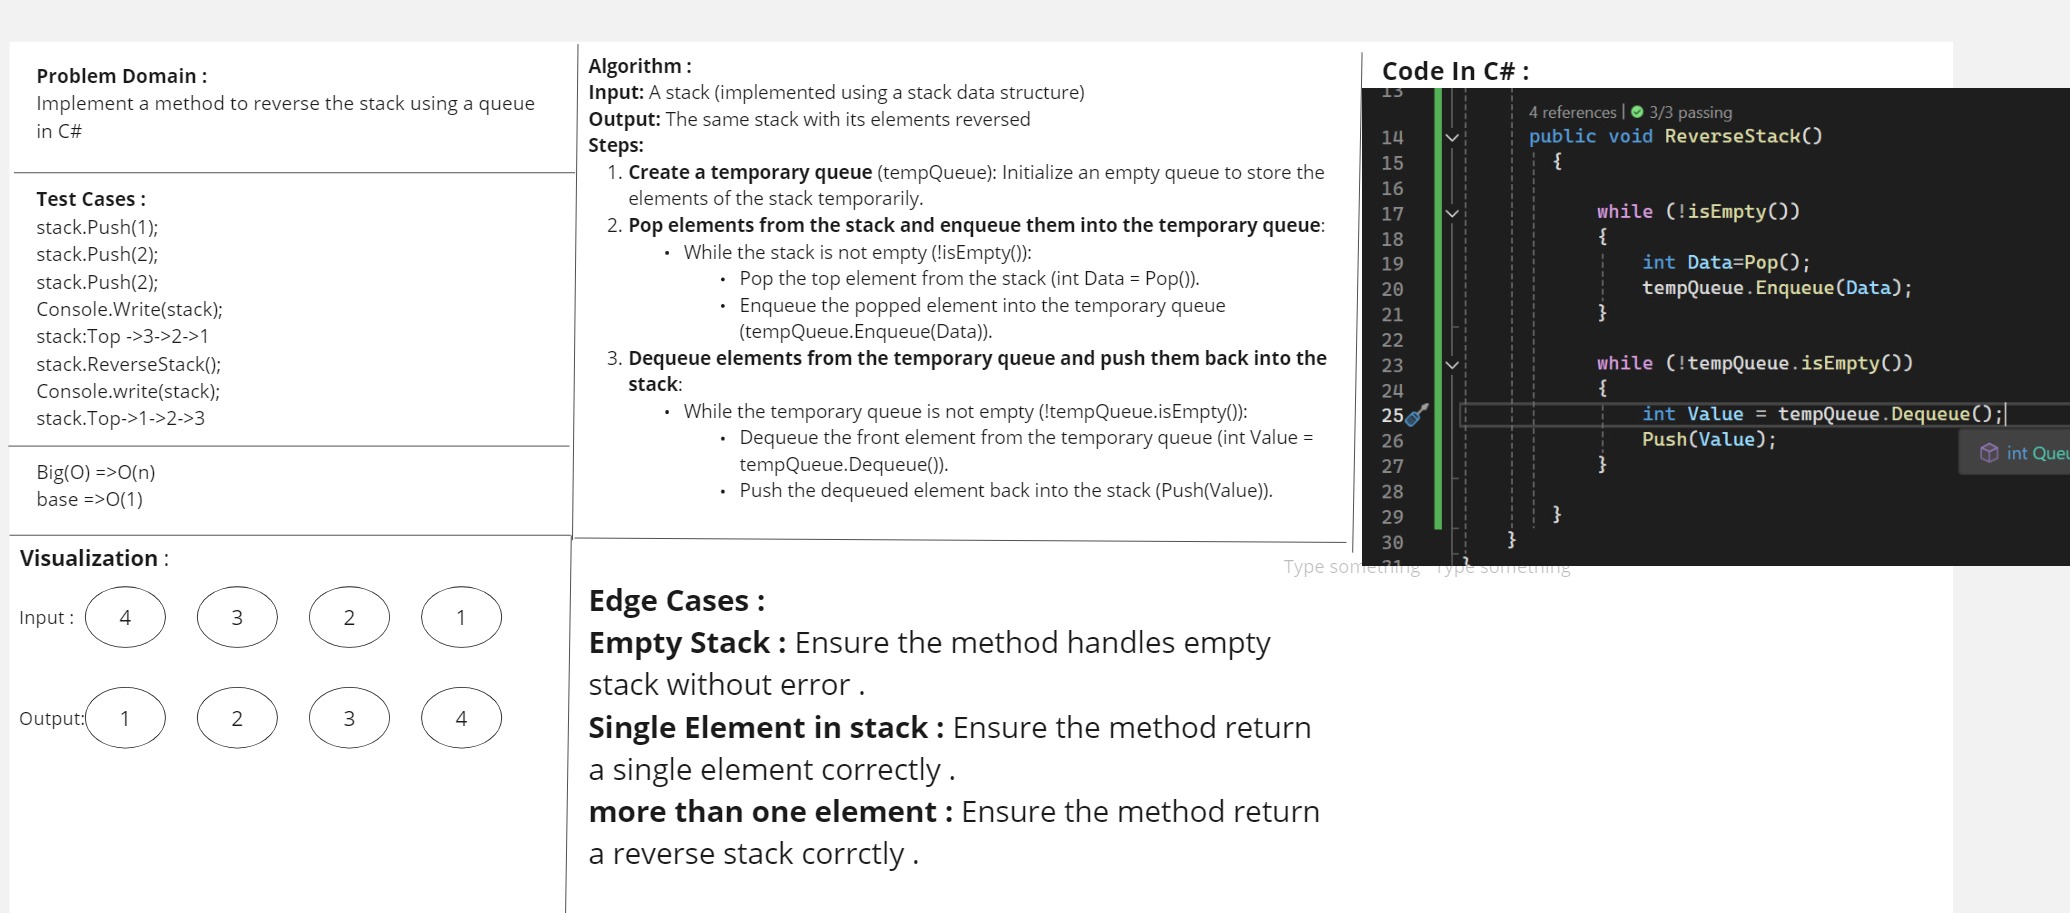 Problem Domain :
Implement a method to reverse the stack using a queue
in C#
Test Cases :
stack.Push(1);
stack.Push(2);
stack.Push(2);
Console.Write(stack);
stack:Top ->3->2->1
stack.ReverseStack();
Console.write(stack);
stack.Top->1->2->3
Big(O) =>O(n)
base =>O(1)
Visualization :
Input : 4 3 2 1
Output: 1 2 3 4
Algorithm :
Input: A stack (implemented using a stack data structure)
Output: The same stack with its elements reversed
Steps:
1. Create a temporary queue (tempQueue): Initialize an empty queue to store the
elements of the stack temporarily.
2. Pop elements from the stack and enqueue them into the temporary queue:
• While the stack is not empty (!isEmpty()):
• Pop the top element from the stack (int Data = Pop()).
• Enqueue the popped element into the temporary queue
(tempQueue.Enqueue(Data)).
3. Dequeue elements from the temporary queue and push them back into the
stack:
• While the temporary queue is not empty (!tempQueue.isEmpty()):
• Dequeue the front element from the temporary queue (int Value =
tempQueue.Dequeue()).
• Push the dequeued element back into the stack (Push(Value)).
Edge Cases :
Empty Stack : Ensure the method handles empty
stack without error .
Single Element in stack : Ensure the method return
a single element correctly .
more than one element : Ensure the method return
a reverse stack corrctly .
Code In C# :
13
4 references | 3/3 passing
14 public void ReverseStack()
15 {
16
17 while (!isEmpty())
18 {
19 int Data=Pop();
20 tempQueue.Enqueue(Data);
21 }
22
23 while (!tempQueue.isEmpty())
24 {
25 int Value = tempQueue.Dequeue();
26 Push(Value);
27 }
28
29 }
30 }
31 }
int Queu
Type something Type something